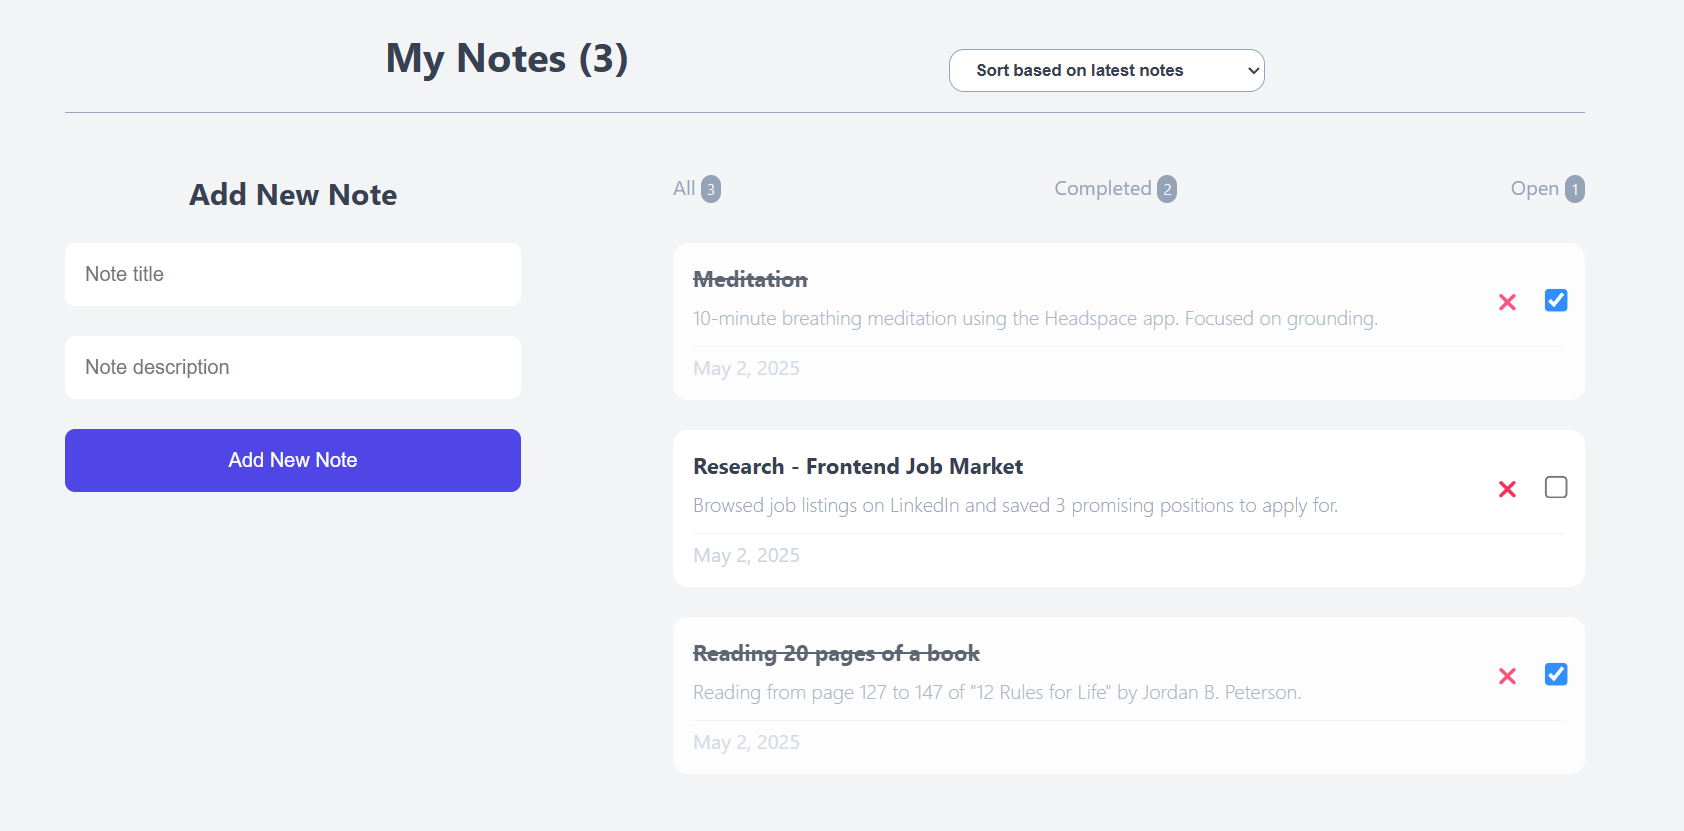 My Notes (3)
Sort based on latest notes
Add New Note
Note title
Note description
Add New Note
All 3
Completed 2
Open 1
Meditation
10-minute breathing meditation using the Headspace app. Focused on grounding.
May 2, 2025
Research - Frontend Job Market
Browsed job listings on LinkedIn and saved 3 promising positions to apply for.
May 2, 2025
Reading 20 pages of a book
Reading from page 127 to 147 of "12 Rules for Life" by Jordan B. Peterson.
May 2, 2025